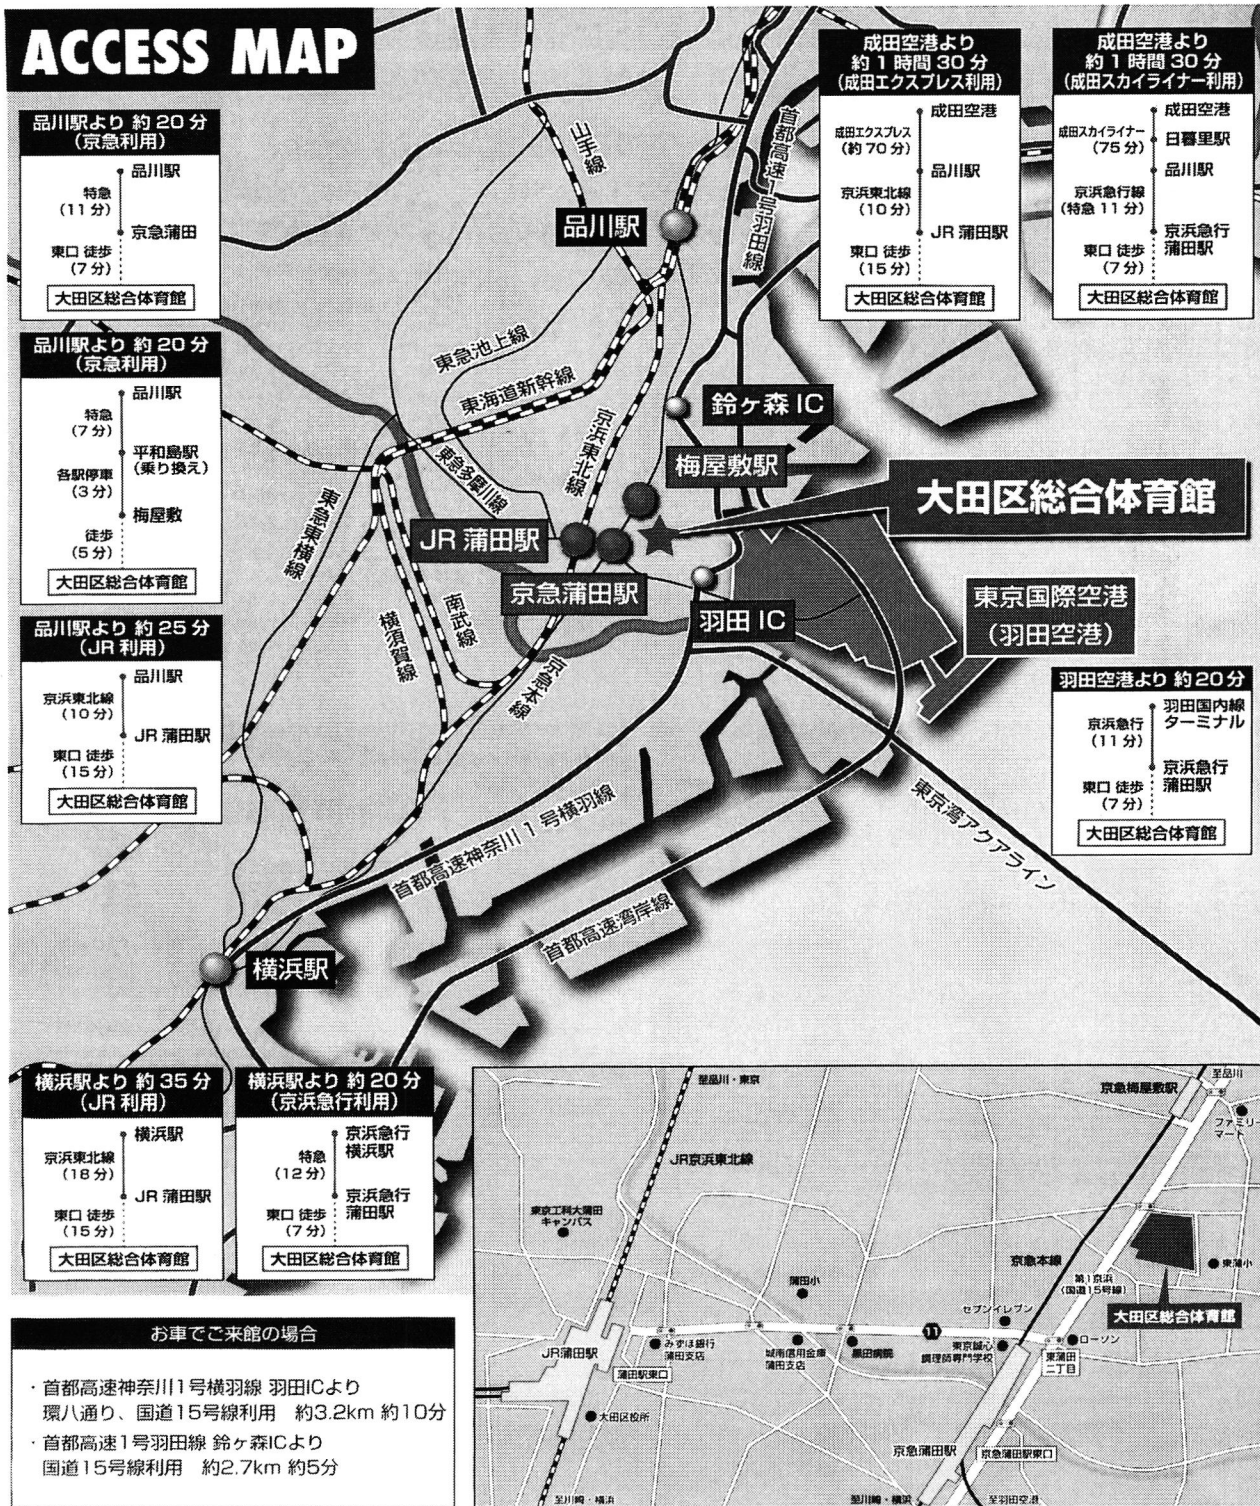 ACCESS MAP
品川駅より 約20分
(京急利用)
品川駅
特急
(11分)
京急蒲田
東口 徒歩
(7分)
大田区総合体育館
品川駅より 約20分
(京急利用)
品川駅
特急
(7分)
平和島駅
(乗り換え)
各駅停車
(3分)
梅屋敷
徒歩
(5分)
大田区総合体育館
品川駅より 約25分
(JR利用)
品川駅
京浜東北線
(10分)
JR 蒲田駅
東口 徒歩
(15分)
大田区総合体育館
成田空港より
約1時間30分
(成田エクスプレス利用)
成田空港
成田エクスプレス
(約70分)
品川駅
京浜東北線
(10分)
JR 蒲田駅
東口 徒歩
(15分)
大田区総合体育館
成田空港より
約1時間30分
(成田スカイライナー利用)
成田空港
成田スカイライナー
(75分)
日暮里駅
品川駅
京浜急行線
(特急 11分)
京浜急行
蒲田駅
東口 徒歩
(7分)
大田区総合体育館
山手線
首都高速1号羽田線
品川駅
東急池上線
東海道新幹線
京浜東北線
鈴ヶ森 IC
梅屋敷駅
東急多摩川線
東急東横線
大田区総合体育館
JR 蒲田駅
京急蒲田駅
羽田 IC
東京国際空港
(羽田空港)
南武線
横須賀線
京急本線
羽田空港より 約20分
羽田国内線
ターミナル
京浜急行
(11分)
京浜急行
蒲田駅
東口 徒歩
(7分)
大田区総合体育館
首都高速神奈川1号横羽線
首都高速湾岸線
東京湾アクアライン
横浜駅
横浜駅より 約35分
(JR利用)
横浜駅
京浜東北線
(18分)
JR 蒲田駅
東口 徒歩
(15分)
大田区総合体育館
横浜駅より 約20分
(京浜急行利用)
京浜急行
横浜駅
特急
(12分)
京浜急行
蒲田駅
東口 徒歩
(7分)
大田区総合体育館
お車でご来館の場合
・首都高速神奈川1号横羽線 羽田ICより
環八通り、国道15号線利用 約3.2km 約10分
・首都高速1号羽田線 鈴ヶ森ICより
国道15号線利用 約2.7km 約5分
至品川・東京
京急梅屋敷駅
至品川
ファミリー
マート
JR京浜東北線
東京工科大蒲田
キャンパス
京急本線
第1京浜
(国道15号線)
東蒲小
大田区総合体育館
蒲田小
セブンイレブン
11
ローソン
JR蒲田駅
みずほ銀行
蒲田支店
蒲田駅東口
城南信用金庫
蒲田支店
黒田病院
東京誠心
調理師専門学校
東蒲田
二丁目
大田区役所
京急蒲田駅
京急蒲田駅東口
至川崎・横浜
至川崎・横浜
至羽田空港